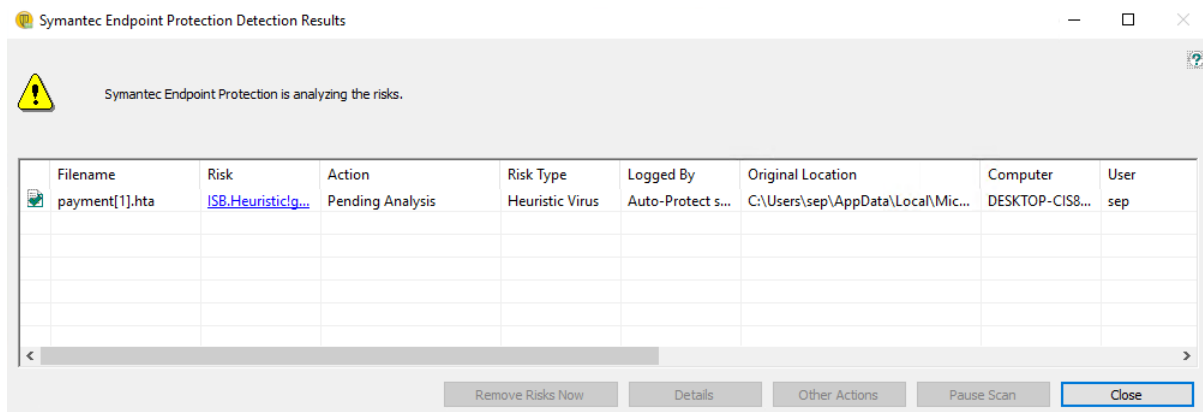 Symantec Endpoint Protection Detection Results
?
Symantec Endpoint Protection is analyzing the risks.
Filename Risk Action Risk Type Logged By Original Location Computer User
payment[1].hta ISB.Heuristic!g... Pending Analysis Heuristic Virus Auto-Protect s... C:\Users\sep\AppData\Local\Mic... DESKTOP-CIS8... sep
Remove Risks Now Details Other Actions Pause Scan Close